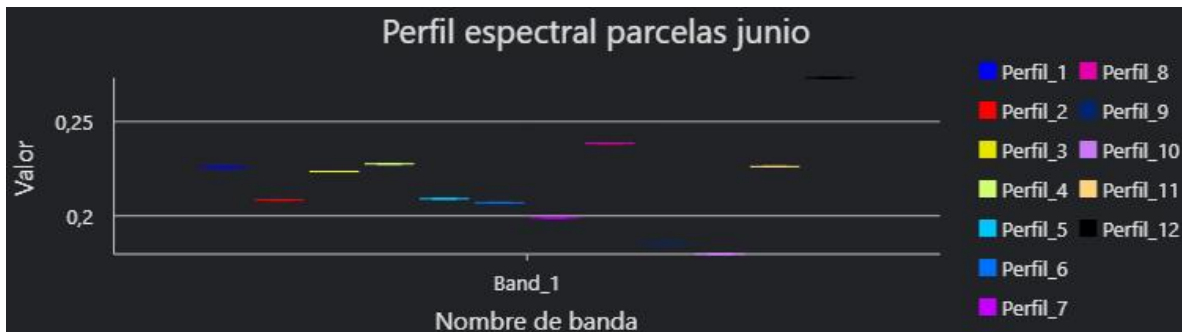 Perfil espectral parcelas junio
Valor
0,25
0,2
Band_1
Nombre de banda
Perfil_1
Perfil_2
Perfil_3
Perfil_4
Perfil_5
Perfil_6
Perfil_7
Perfil_8
Perfil_9
Perfil_10
Perfil_11
Perfil_12